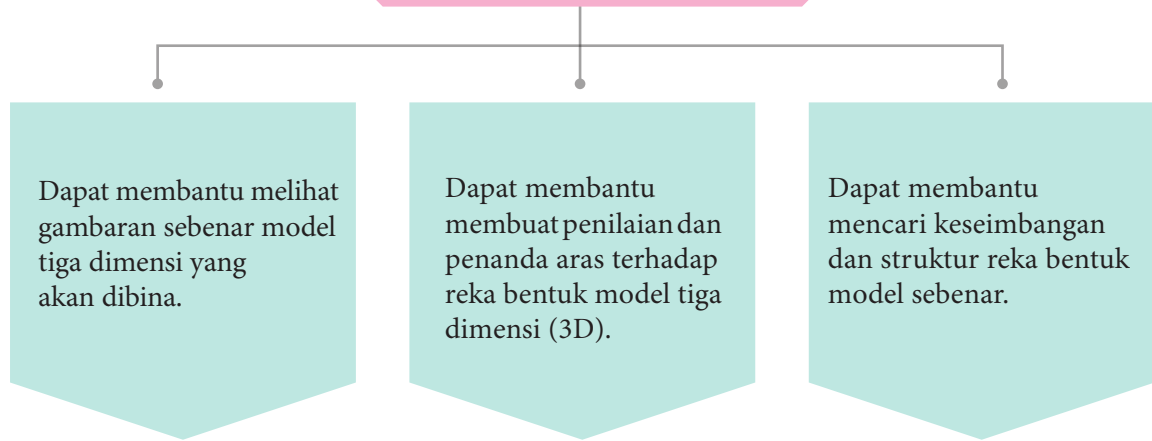 Dapat membantu melihat
gambaran sebenar model
tiga dimensi yang
akan dibina.
Dapat membantu
membuat penilaian dan
penanda aras terhadap
reka bentuk model tiga
dimensi (3D).
Dapat membantu
mencari keseimbangan
dan struktur reka bentuk
model sebenar.